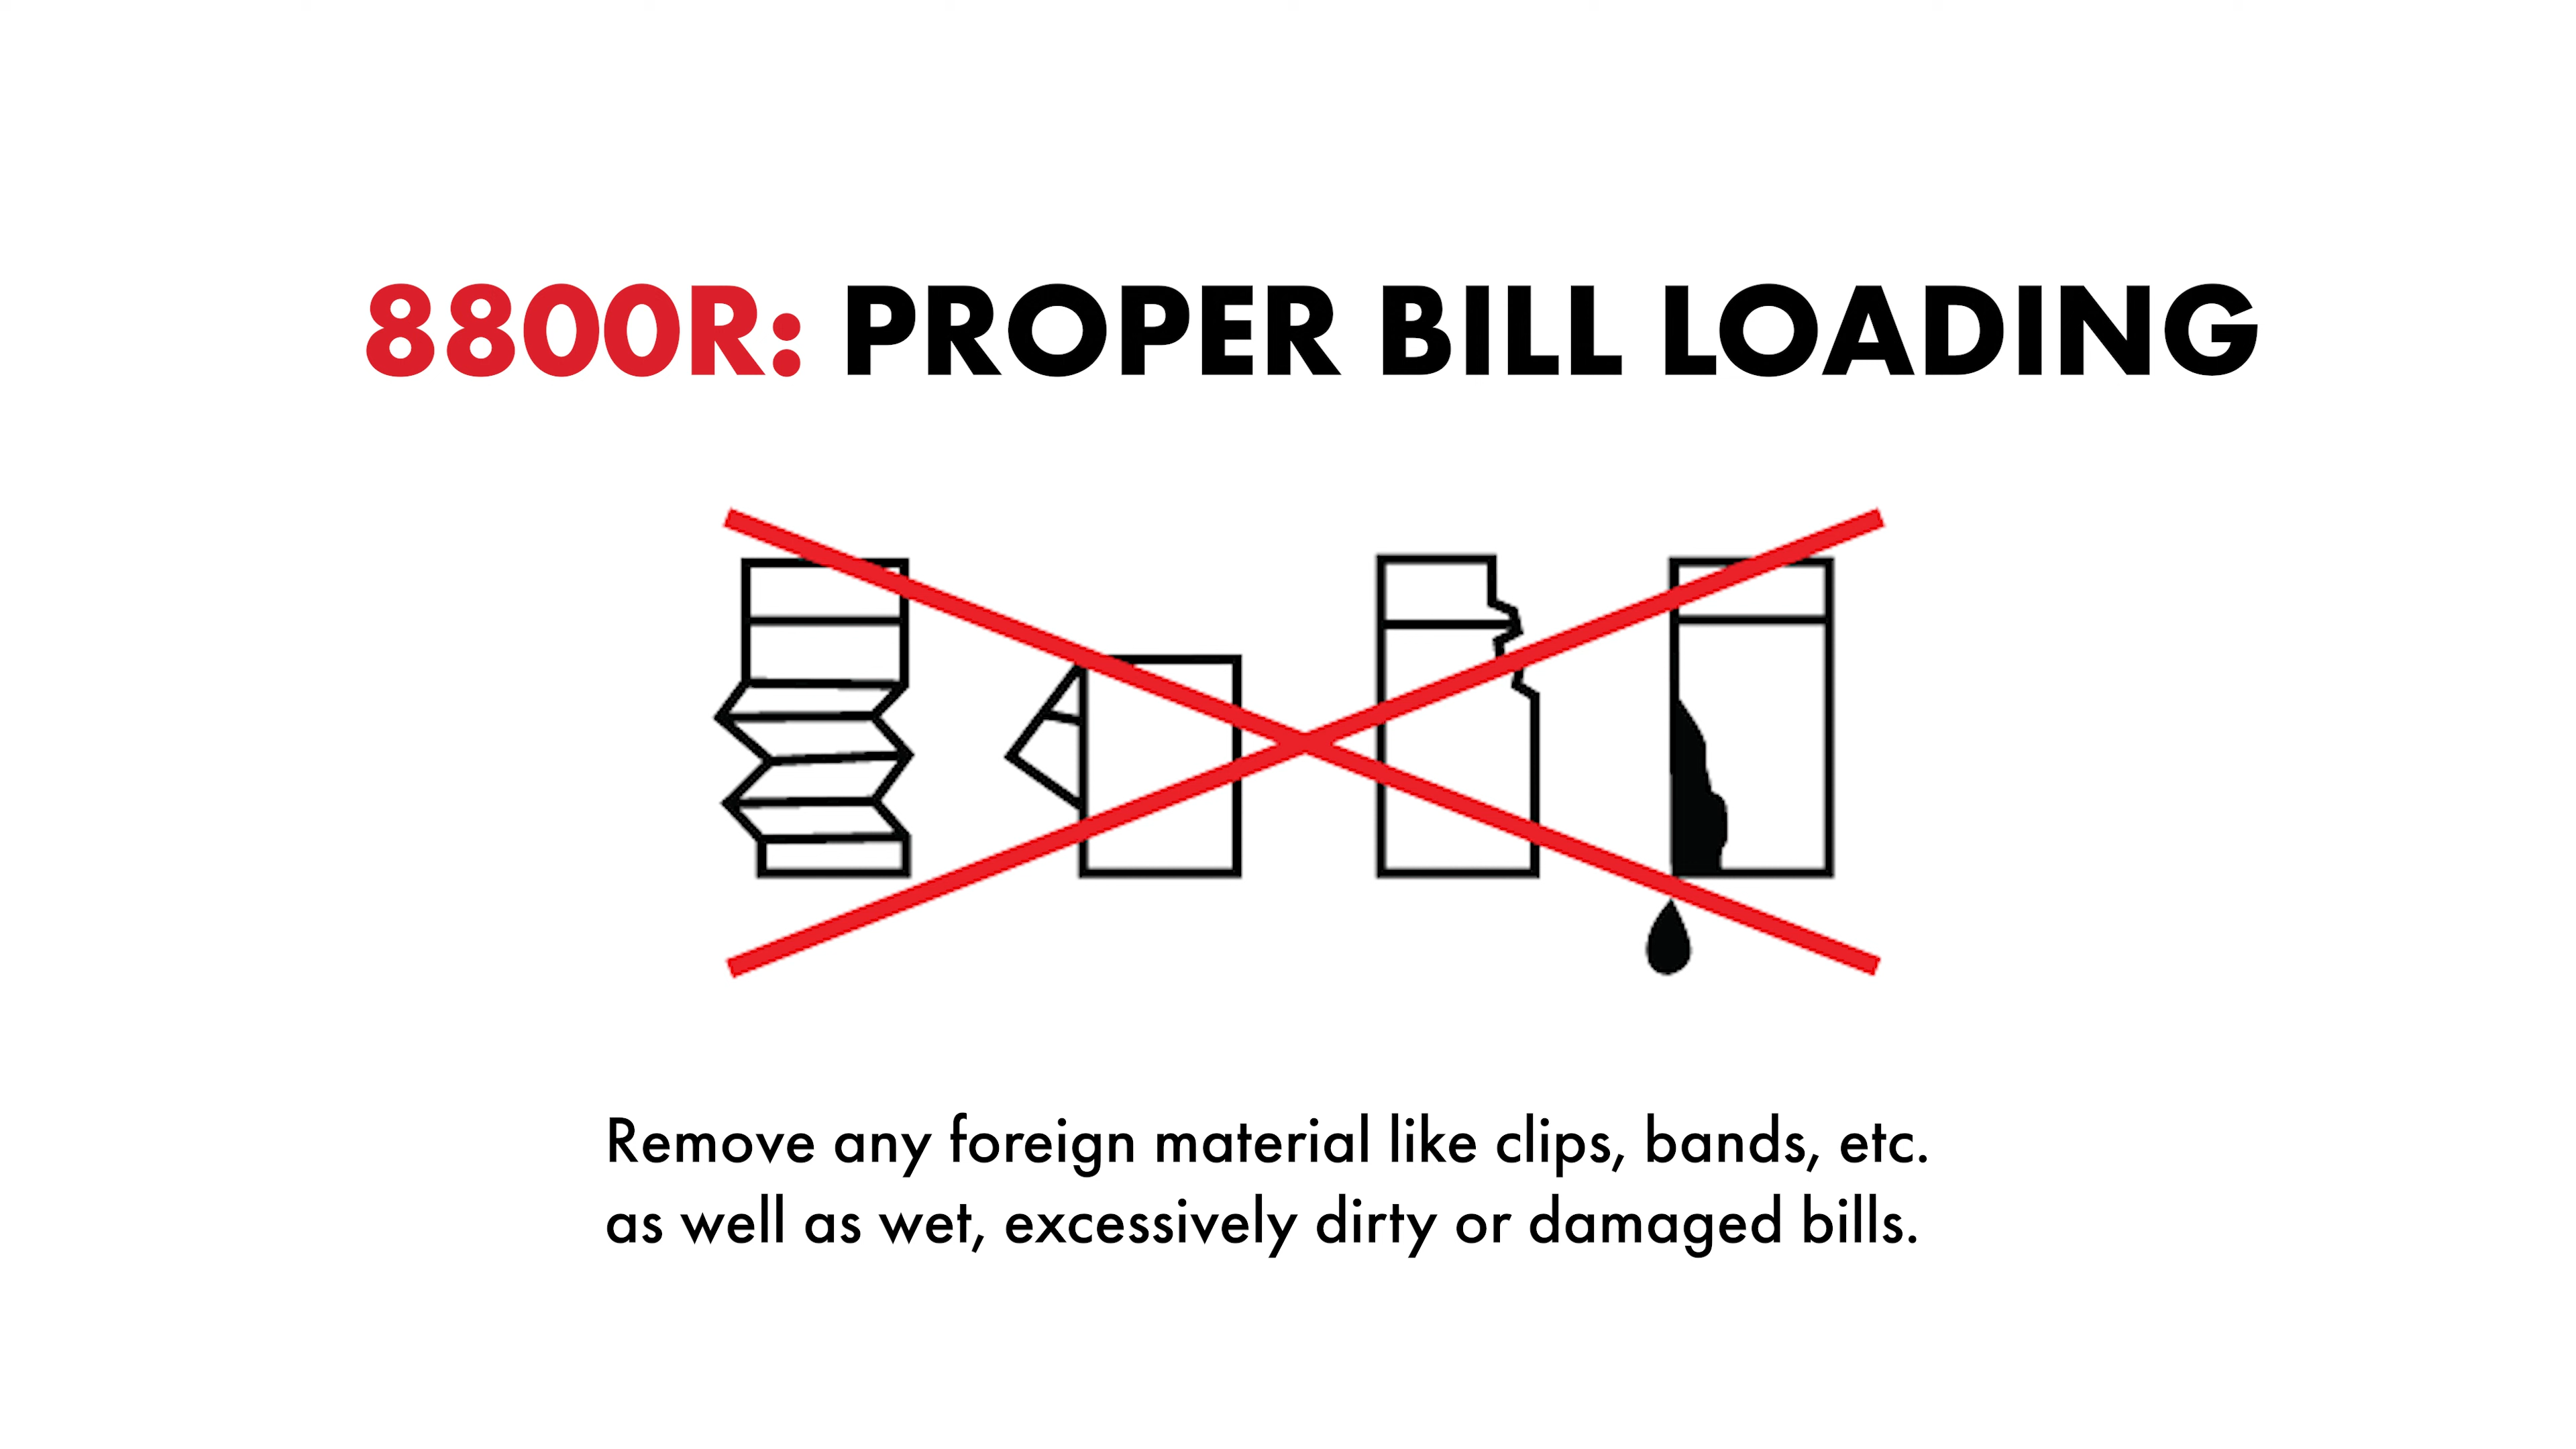 8800R: PROPER BILL LOADING
Remove any foreign material like clips, bands, etc.
as well as wet, excessively dirty or damaged bills.